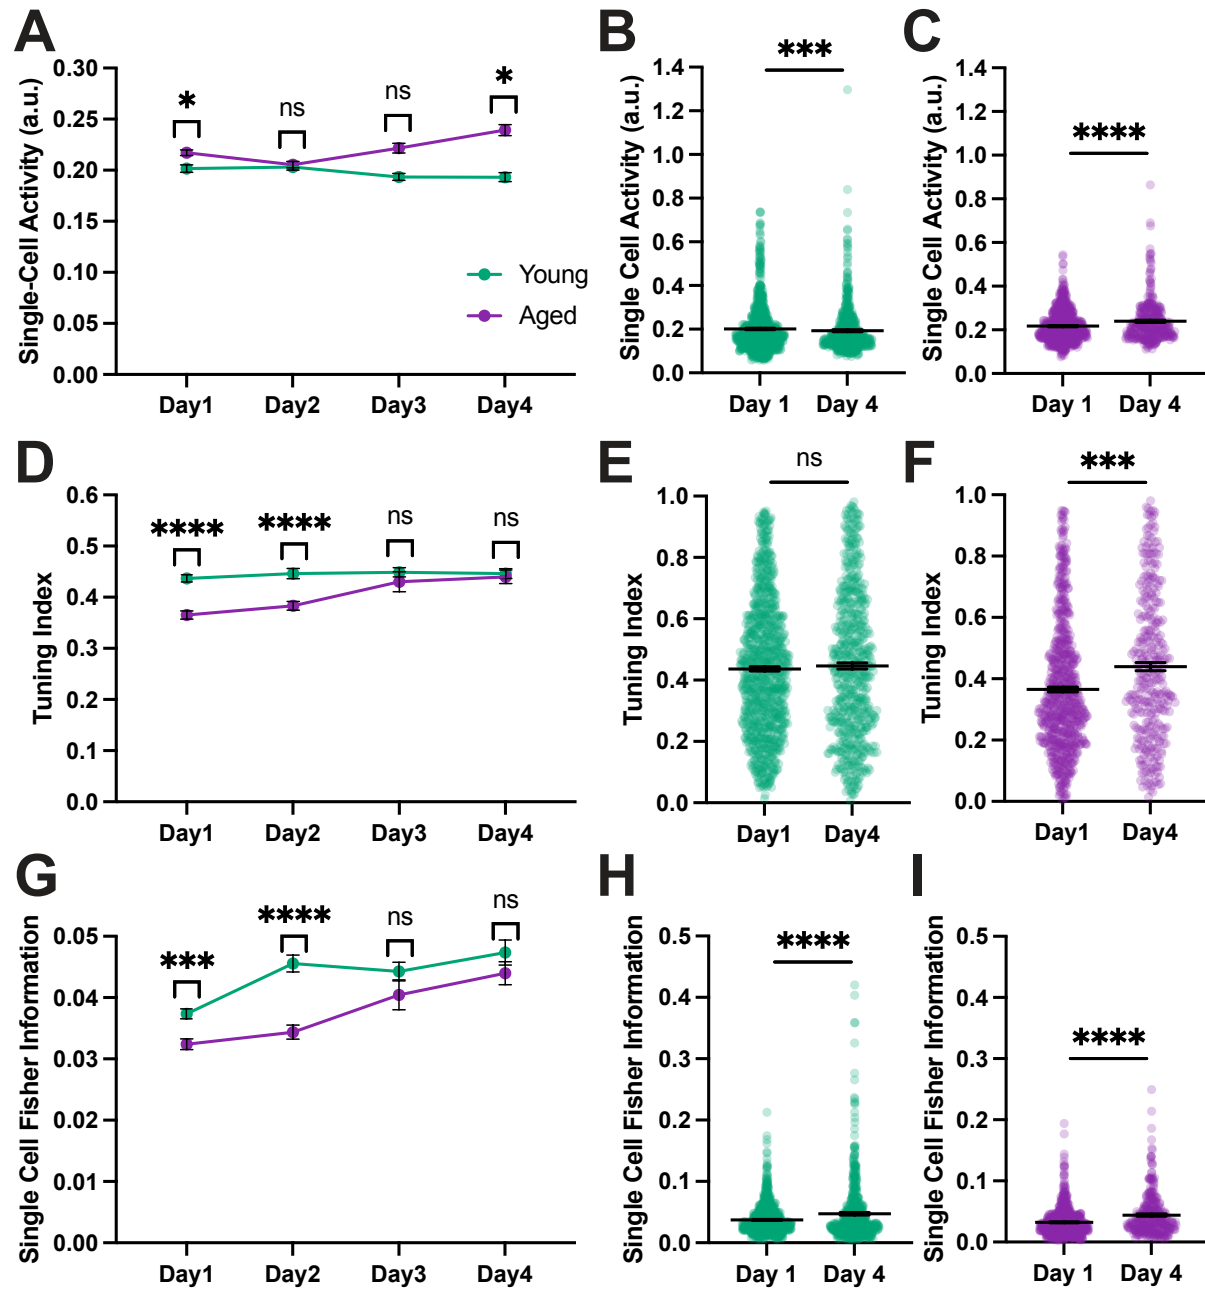 A
B
C
Single-Cell Activity (a.u.)
0.30
0.25
0.20
0.15
0.10
0.05
0.00
*
ns
ns
*
Young
Aged
Day1 Day2 Day3 Day4
Single Cell Activity (a.u.)
1.4
1.2
1.0
0.8
0.6
0.4
0.2
0.0
***
Day 1 Day 4
Single Cell Activity (a.u.)
1.4
1.2
1.0
0.8
0.6
0.4
0.2
0.0
****
Day 1 Day 4
D
E
F
Tuning Index
0.6
0.5
0.4
0.3
0.2
0.1
0.0
****
****
ns
ns
Day1 Day2 Day3 Day4
Tuning Index
1.0
0.8
0.6
0.4
0.2
0.0
ns
Day1 Day4
Tuning Index
1.0
0.8
0.6
0.4
0.2
0.0
***
Day1 Day4
G
H
I
Single Cell Fisher Information
0.05
0.04
0.03
0.02
0.01
0.00
***
****
ns
ns
Day1 Day2 Day3 Day4
Single Cell Fisher Information
0.5
0.4
0.3
0.2
0.1
0.0
****
Day 1 Day 4
Single Cell Fisher Information
0.5
0.4
0.3
0.2
0.1
0.0
****
Day 1 Day 4